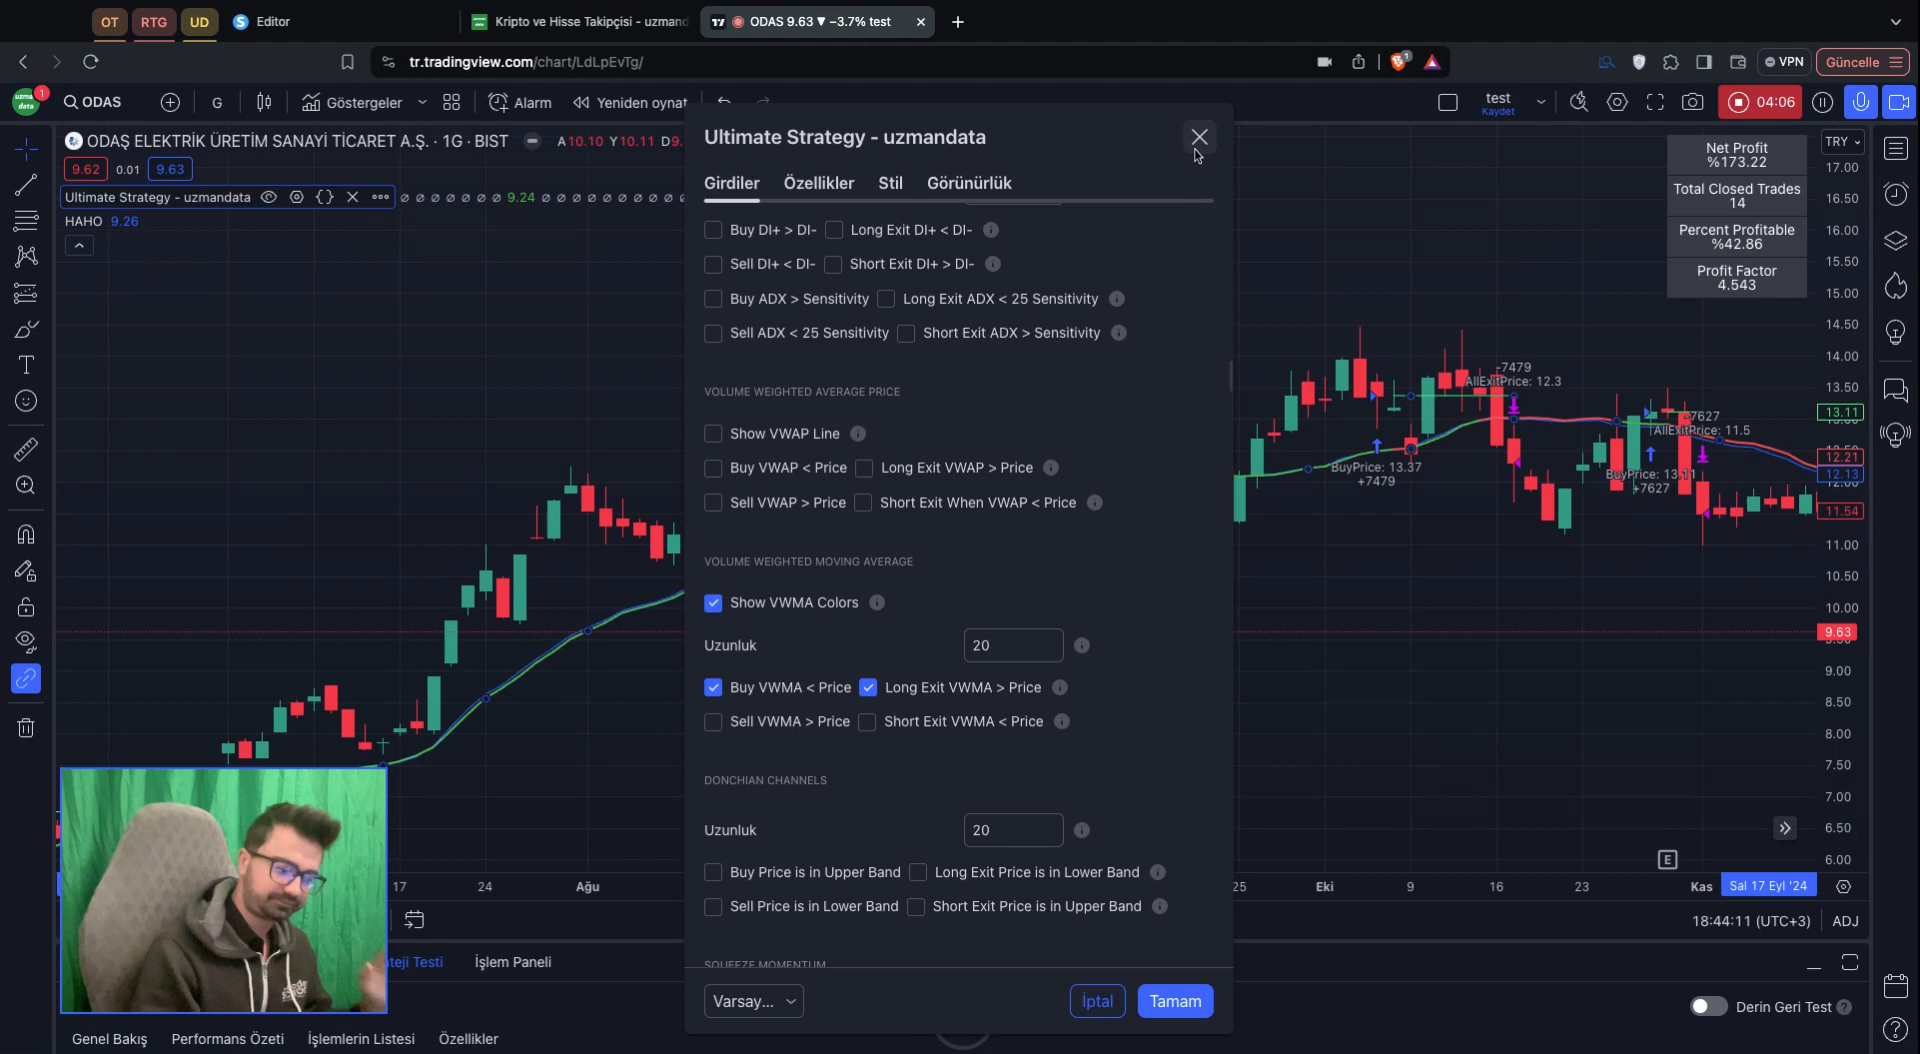 OT RTG UD Editor Kripto ve Hisse Takipçisi - uzmand ODAS 9.63 ▼ −3.7% test
tr.tradingview.com/chart/LdLpEvTg/ 1 VPN Güncelle
uzman data 1 ODAS G Göstergeler Alarm Yeniden oynat test Kaydet 04:06
ODAŞ ELEKTRİK ÜRETİM SANAYİ TİCARET A.Ş. · 1G · BIST A10.10 Y10.11 D9.
9.62 0.01 9.63
Ultimate Strategy - uzmandata ∅ ∅ ∅ ∅ ∅ ∅ ∅ 9.24 ∅ ∅ ∅ ∅ ∅ ∅ ∅ ∅ ∅ ∅
HAHO 9.26
Ultimate Strategy - uzmandata
Girdiler Özellikler Stil Görünürlük
Buy DI+ > DI- Long Exit DI+ < DI-
Sell DI+ < DI- Short Exit DI+ > DI-
Buy ADX > Sensitivity Long Exit ADX < 25 Sensitivity
Sell ADX < 25 Sensitivity Short Exit ADX > Sensitivity
VOLUME WEIGHTED AVERAGE PRICE
Show VWAP Line
Buy VWAP < Price Long Exit VWAP > Price
Sell VWAP > Price Short Exit When VWAP < Price
VOLUME WEIGHTED MOVING AVERAGE
Show VWMA Colors
Uzunluk 20
Buy VWMA < Price Long Exit VWMA > Price
Sell VWMA > Price Short Exit VWMA < Price
DONCHIAN CHANNELS
Uzunluk 20
Buy Price is in Upper Band Long Exit Price is in Lower Band
Sell Price is in Lower Band Short Exit Price is in Upper Band
SQUEEZE MOMENTUM
Varsay... İptal Tamam
Net Profit
%173.22
Total Closed Trades
14
Percent Profitable
%42.86
Profit Factor
4.543
-7479
AllExitPrice: 12.3
BuyPrice: 13.37
+7479
-7627
AllExitPrice: 11.5
BuyPrice: 13.11
+7627
TRY
17.00
16.50
16.00
15.50
15.00
14.50
14.00
13.50
13.11
12.21
12.13
12.00
11.54
11.00
10.50
10.00
9.63
9.00
8.50
8.00
7.50
7.00
6.50
6.00
E
17 24 Ağu 25 Eki 9 16 23 Kas Sal 17 Eyl '24
18:44:11 (UTC+3) ADJ
ateji Testi İşlem Paneli
Derin Geri Test
Genel Bakış Performans Özeti İşlemlerin Listesi Özellikler